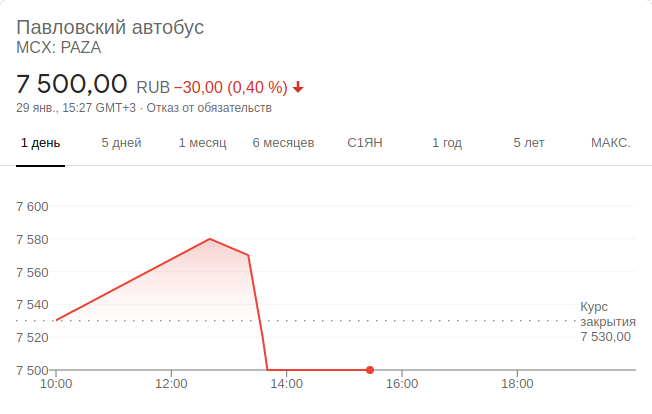 Павловский автобус
MCX: PAZA
7 500,00 RUB −30,00 (0,40 %)
29 янв., 15:27 GMT+3 · Отказ от обязательств
1 день 5 дней 1 месяц 6 месяцев С1ЯН 1 год 5 лет МАКС.
7 600
7 580
7 560
7 540
Курс
закрытия
7 530,00
7 520
7 500
10:00 12:00 14:00 16:00 18:00